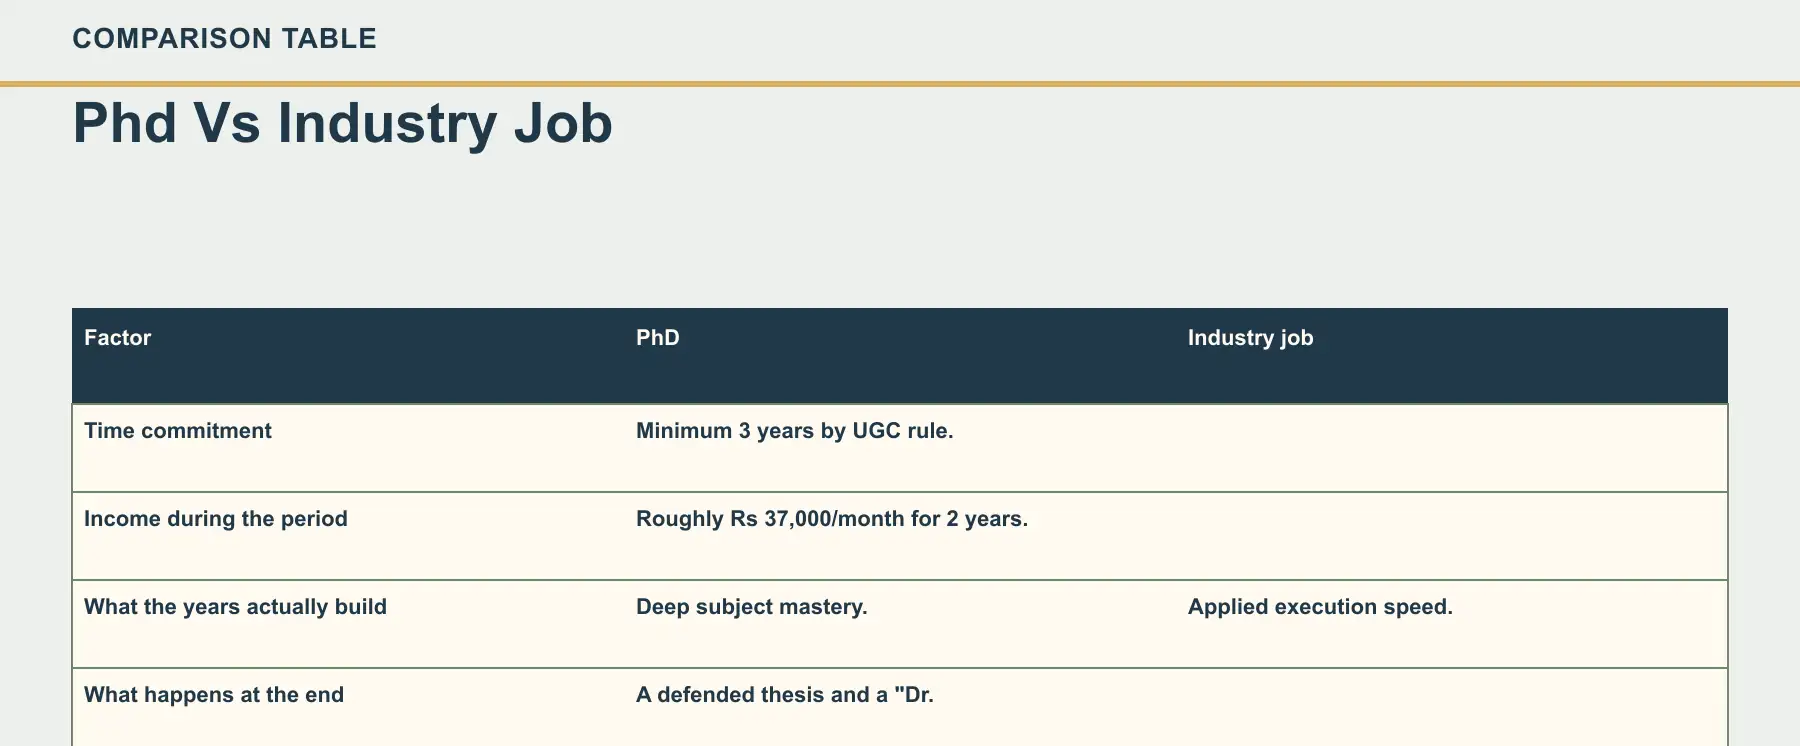 COMPARISON TABLE
Phd Vs Industry Job
Factor PhD Industry job
Time commitment Minimum 3 years by UGC rule.
Income during the period Roughly Rs 37,000/month for 2 years.
What the years actually build Deep subject mastery. Applied execution speed.
What happens at the end A defended thesis and a "Dr.